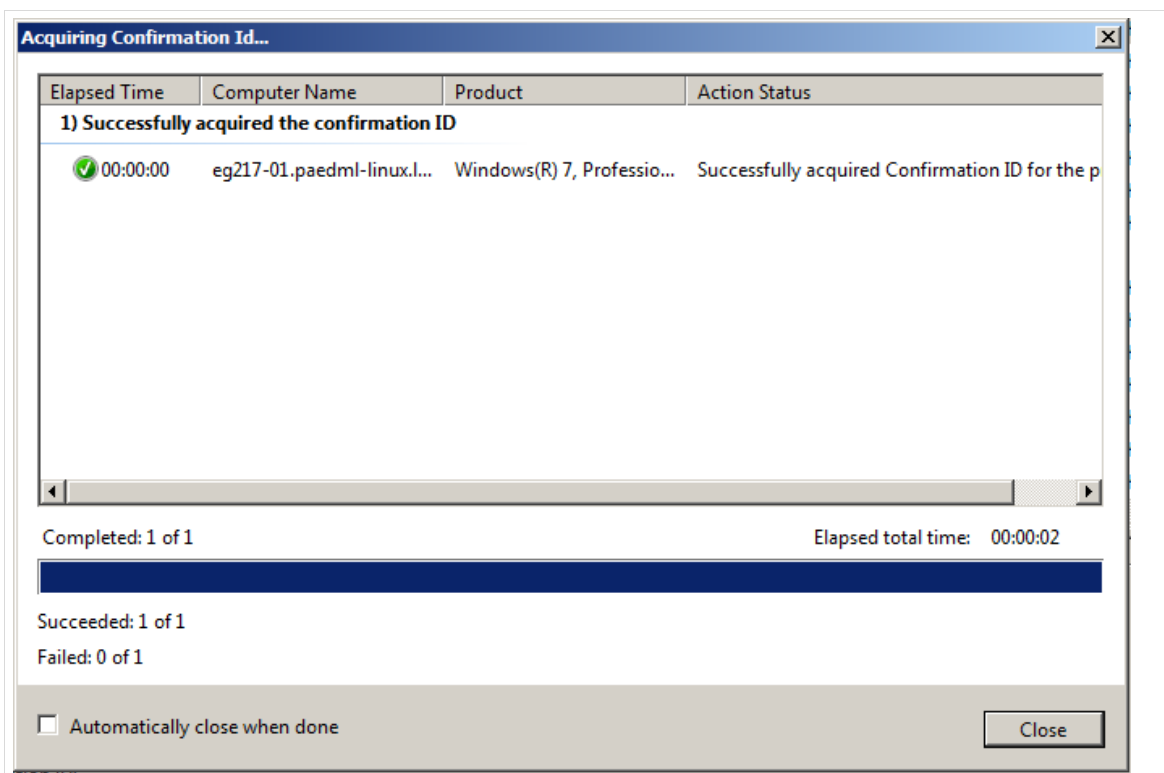 Acquiring Confirmation Id...
Elapsed Time Computer Name Product Action Status
1) Successfully acquired the confirmation ID
00:00:00 eg217-01.paedml-linux.l... Windows(R) 7, Professio... Successfully acquired Confirmation ID for the p
Completed: 1 of 1 Elapsed total time: 00:00:02
Succeeded: 1 of 1
Failed: 0 of 1
Automatically close when done Close